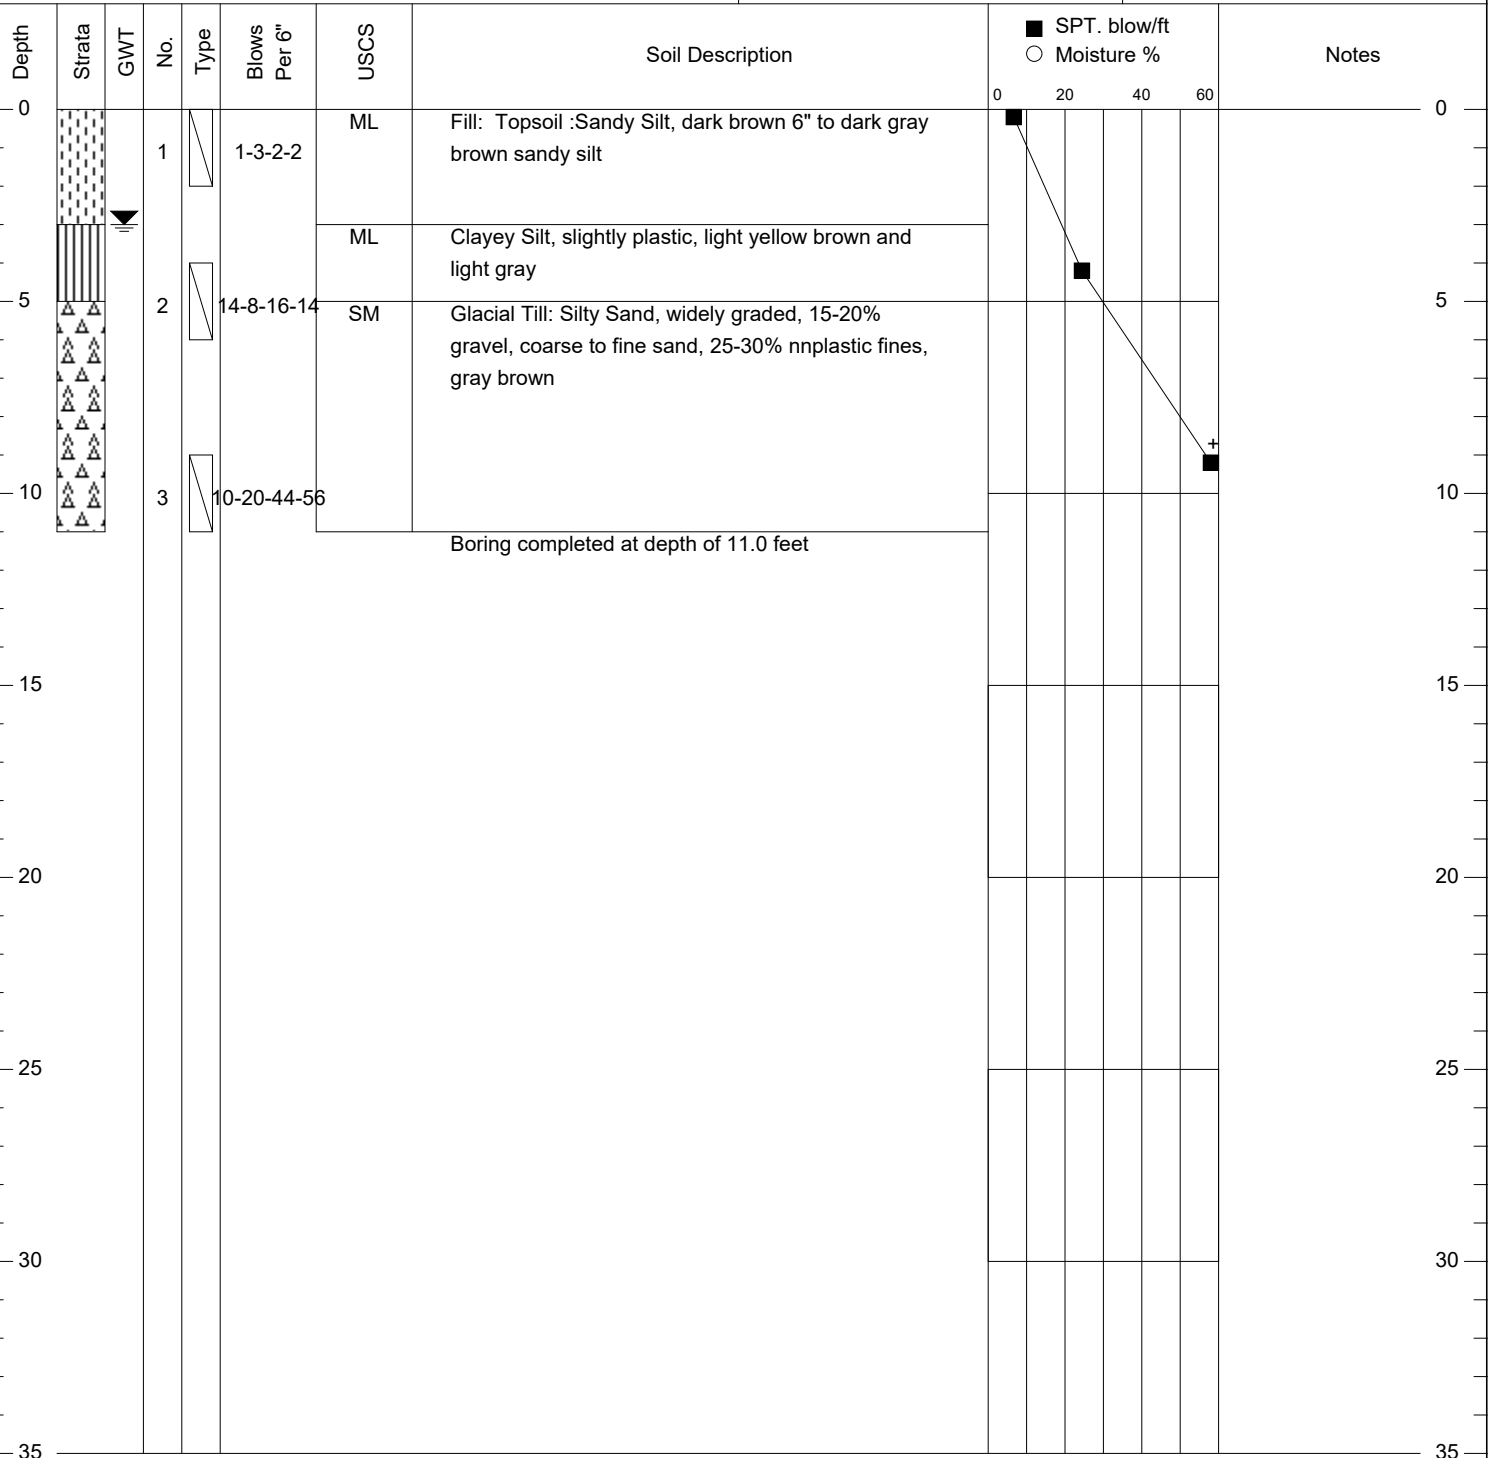 Depth
Strata
GWT
No.
Type
Blows
Per 6"
USCS
Soil Description
■ SPT. blow/ft
○ Moisture %
Notes
0 20 40 60
0
0
ML
Fill: Topsoil :Sandy Silt, dark brown 6" to dark gray
1
1-3-2-2
brown sandy silt
ML
Clayey Silt, slightly plastic, light yellow brown and
light gray
5
2
14-8-16-14
5
SM
Glacial Till: Silty Sand, widely graded, 15-20%
gravel, coarse to fine sand, 25-30% nnplastic fines,
gray brown
+
10
3
10-20-44-56
10
Boring completed at depth of 11.0 feet
15
15
20
20
25
25
30
30
35
35